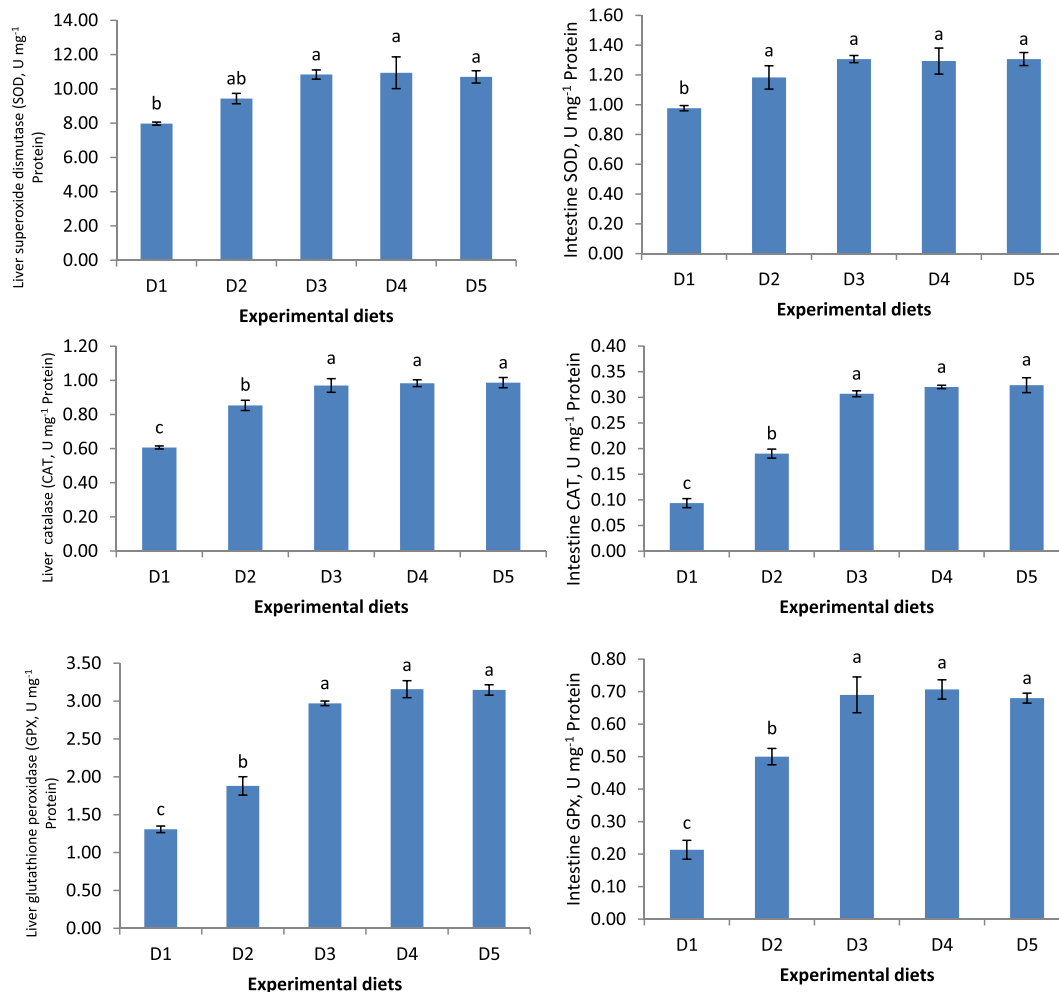 Liver superoxide dismutase (SOD, U mg-1
Protein)
14.00
12.00
10.00
8.00
6.00
4.00
2.00
0.00
b
ab
a
a
a
D1 D2 D3 D4 D5
Experimental diets
Intestine SOD, U mg-1 Protein
1.60
1.40
1.20
1.00
0.80
0.60
0.40
0.20
0.00
b
a
a
a
a
D1 D2 D3 D4 D5
Experimental diets
Liver catalase (CAT, U mg-1 Protein)
1.20
1.00
0.80
0.60
0.40
0.20
0.00
c
b
a
a
a
D1 D2 D3 D4 D5
Experimental diets
Intestine CAT, U mg-1 Protein
0.40
0.35
0.30
0.25
0.20
0.15
0.10
0.05
0.00
c
b
a
a
a
D1 D2 D3 D4 D5
Experimental diets
Liver glutathione peroxidase (GPX, U mg-1
Protein)
3.50
3.00
2.50
2.00
1.50
1.00
0.50
0.00
c
b
a
a
a
D1 D2 D3 D4 D5
Experimental diets
Intestine GPx, U mg-1 Protein
0.80
0.70
0.60
0.50
0.40
0.30
0.20
0.10
0.00
c
b
a
a
a
D1 D2 D3 D4 D5
Experimental diets